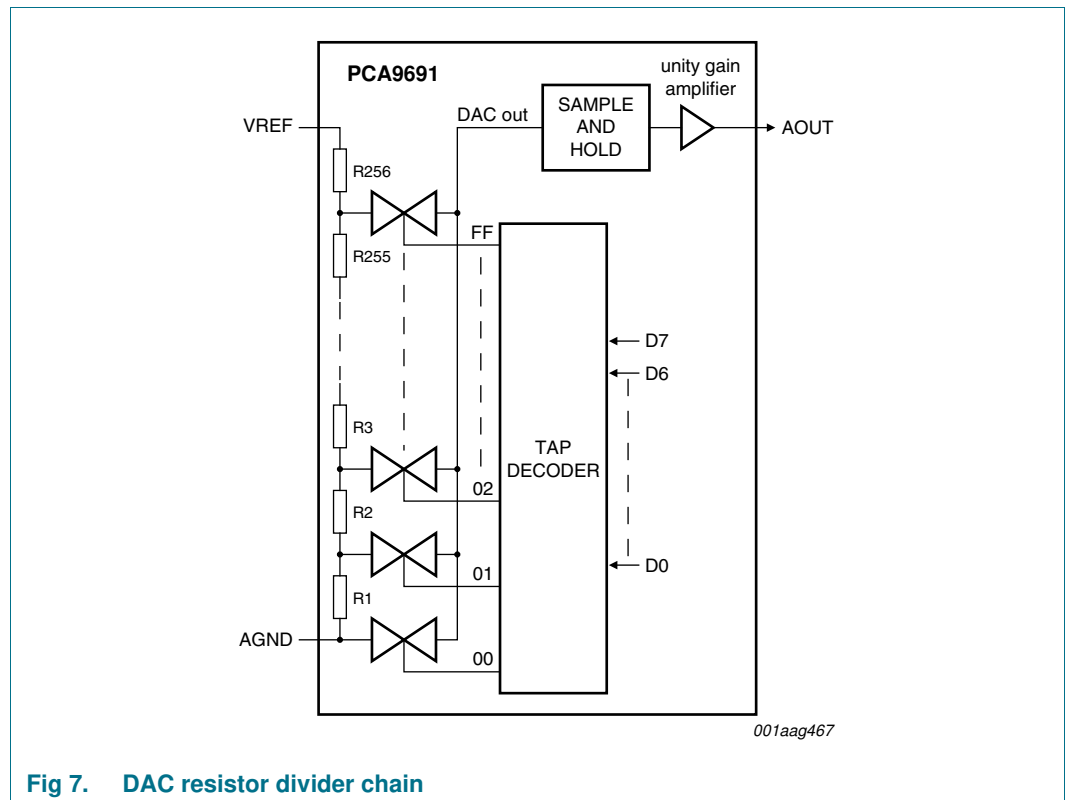 PCA9691
unity gain
amplifier
VREF
DAC out
SAMPLE
AND
HOLD
AOUT
R256
FF
R255
D7
D6
R3
TAP
DECODER
02
R2
D0
01
R1
AGND
00
001aag467
Fig 7. DAC resistor divider chain